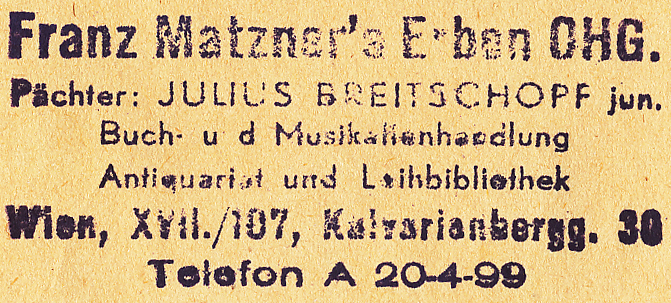 Franz Matzner's Erben OHG.
Pächter: JULIUS BREITSCHOPF jun.
Buch- und Musikalienhandlung
Antiquariat und Leihbibliothek
Wien, XVII./107, Kalvarienbergg. 30
Telefon A 20-4-99